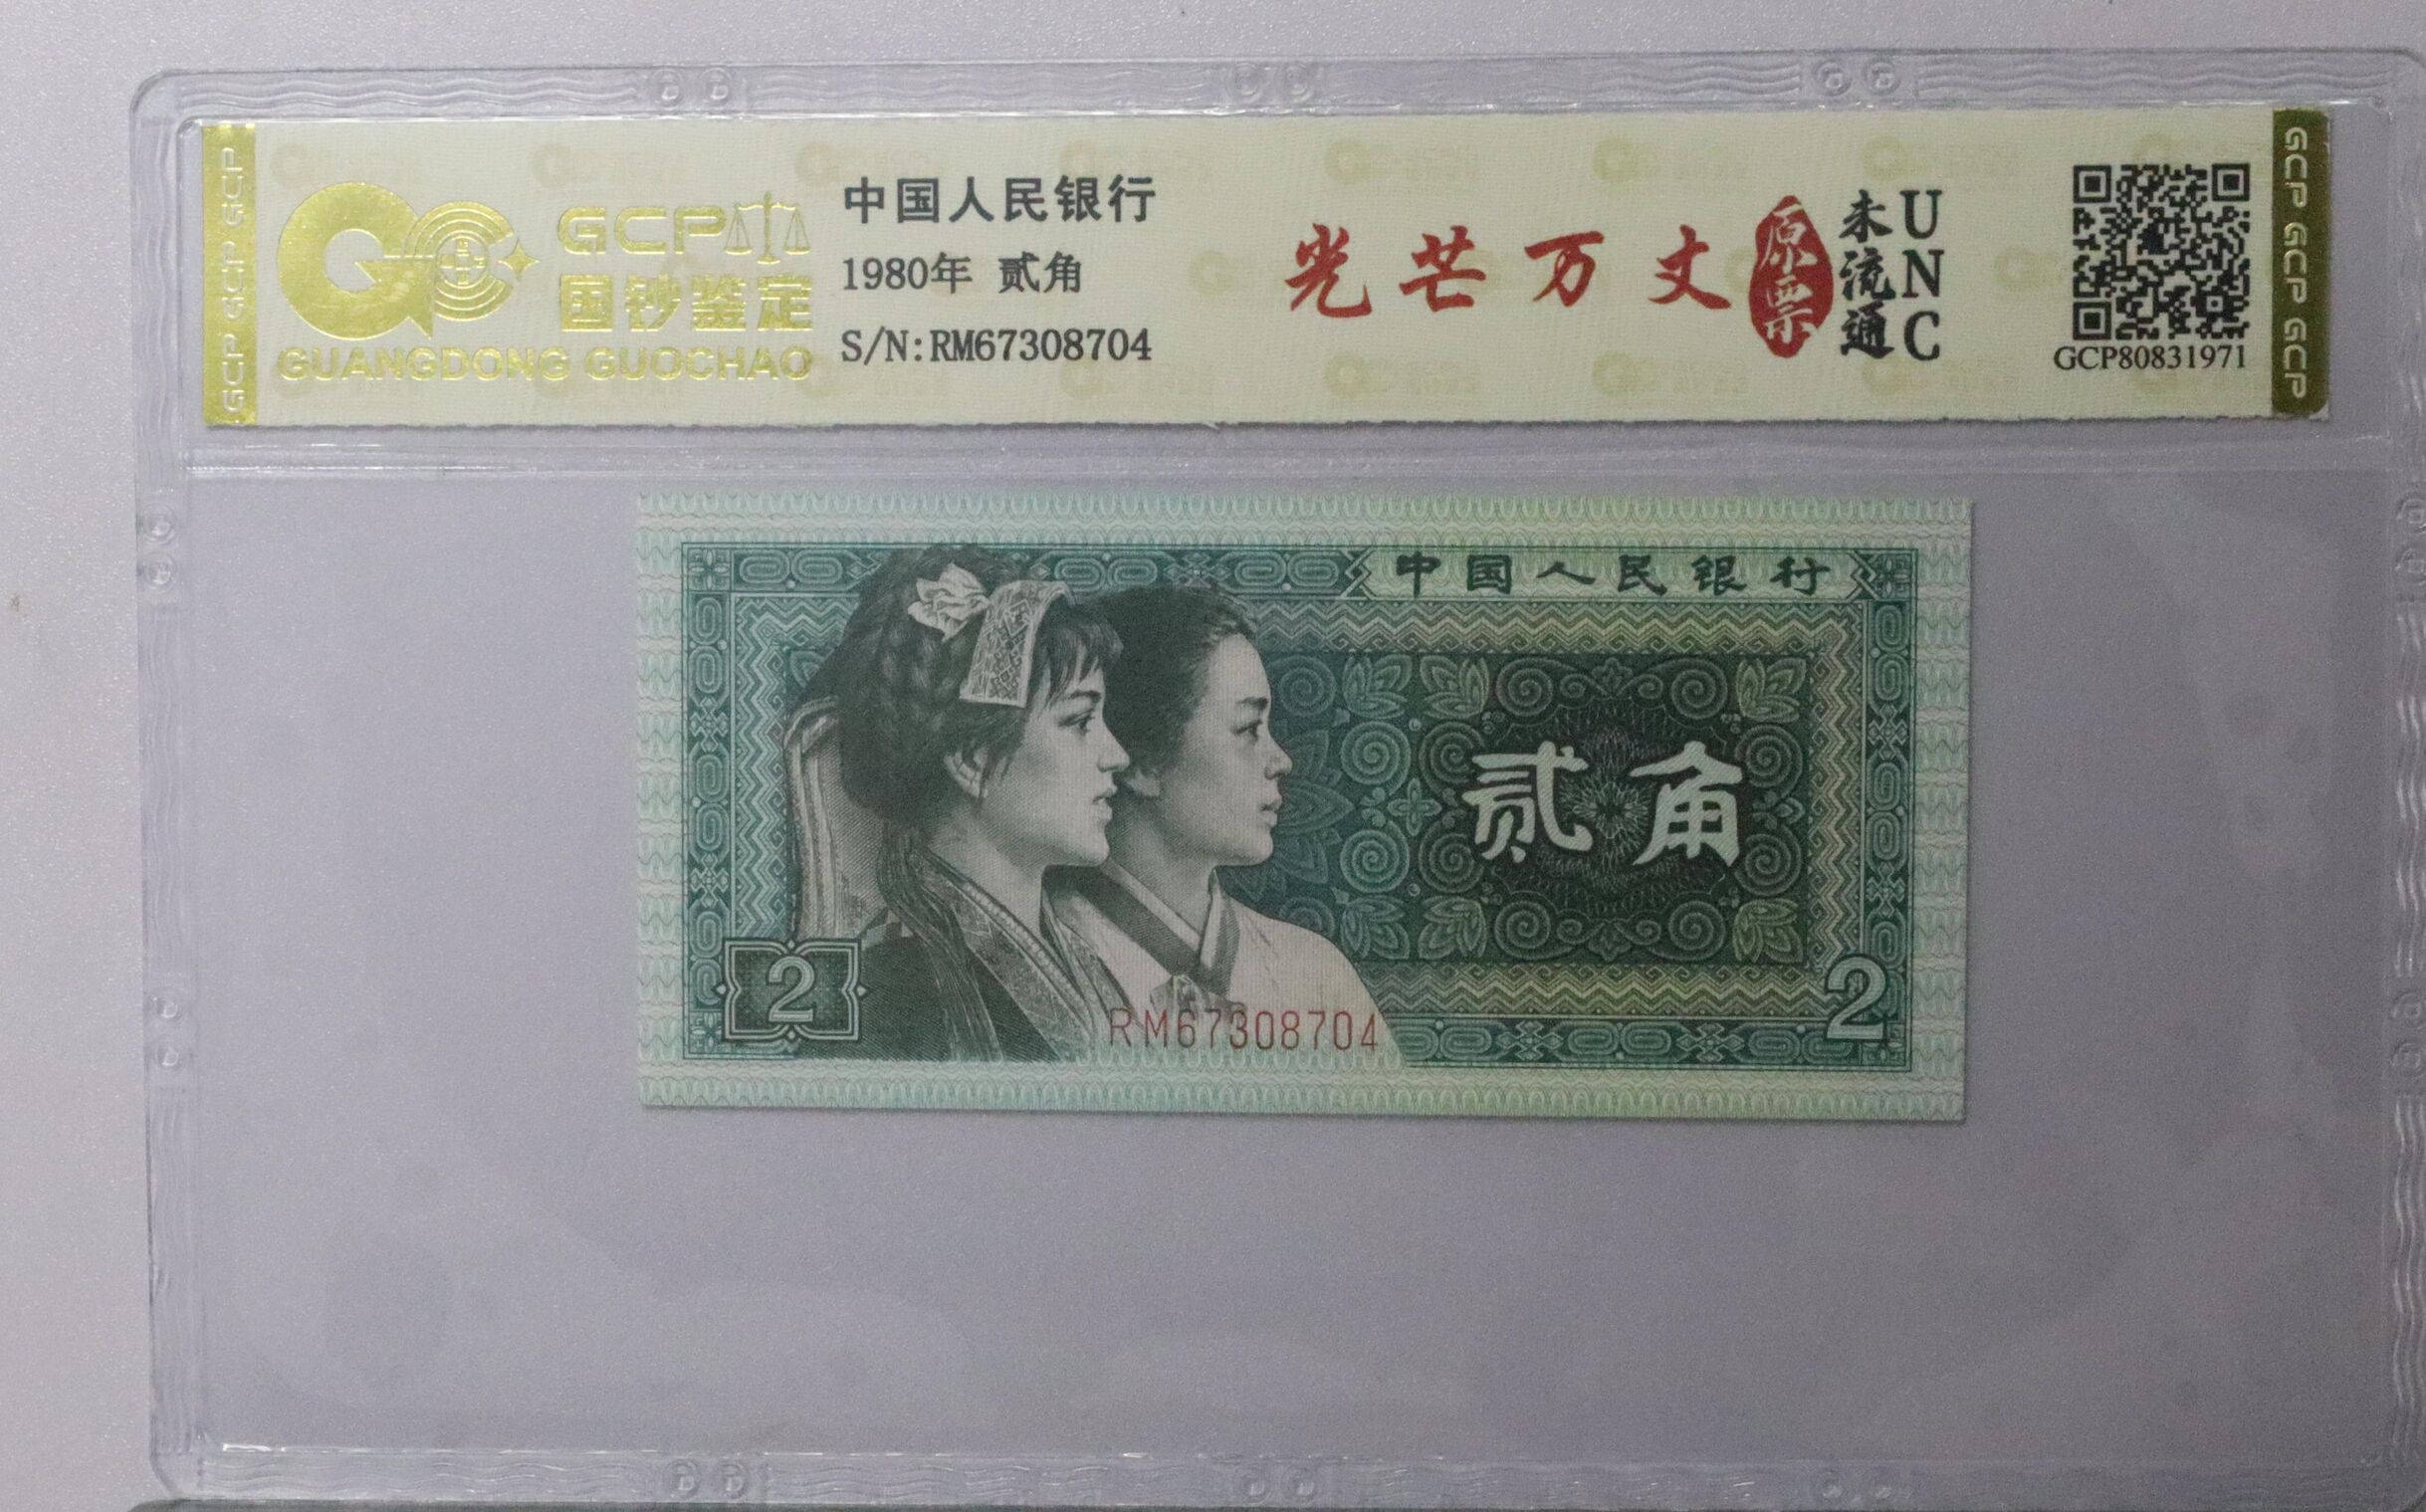 GCP GCP GCP
GCP
国钞鉴定
GUANGDONG GUOCHAO
中国人民银行
1980年 贰角
S/N:RM67308704
光芒万丈
原票
未流通
UNC
GCP80831971
GCP GCP GCP
中国人民银行
贰角
2
RM67308704
2